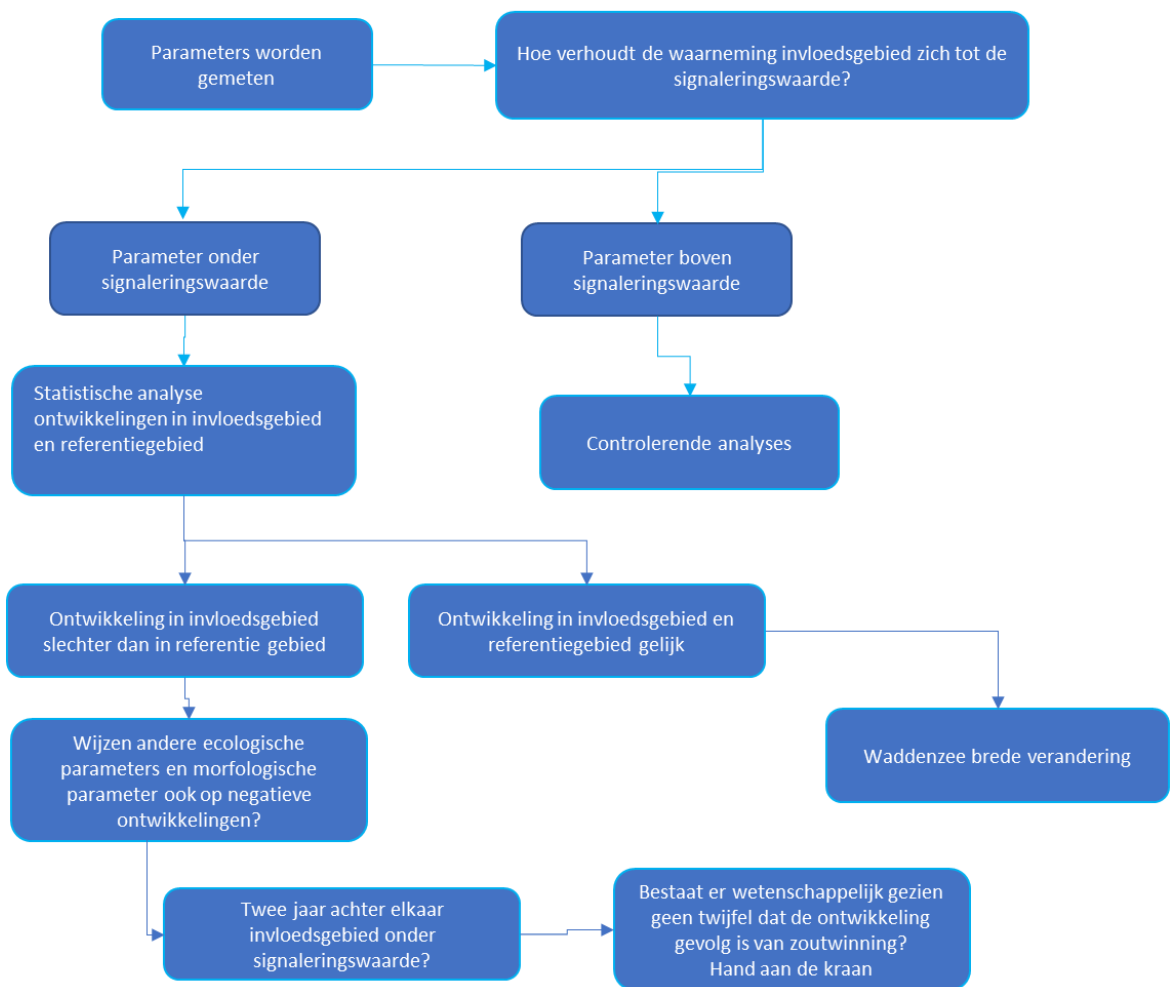 Parameters worden
gemeten
Hoe verhoudt de waarneming invloedsgebied zich tot de
signaleringswaarde?
Parameter onder
signaleringswaarde
Parameter boven
signaleringswaarde
Statistische analyse
ontwikkelingen in invloedsgebied
en referentiegebied
Controlerende analyses
Ontwikkeling in invloedsgebied
slechter dan in referentie gebied
Ontwikkeling in invloedsgebied en
referentiegebied gelijk
Wijzen andere ecologische
parameters en morfologische
parameter ook op negatieve
ontwikkelingen?
Waddenzee brede verandering
Twee jaar achter elkaar
invloedsgebied onder
signaleringswaarde?
Bestaat er wetenschappelijk gezien
geen twijfel dat de ontwikkeling
gevolg is van zoutwinning?
Hand aan de kraan